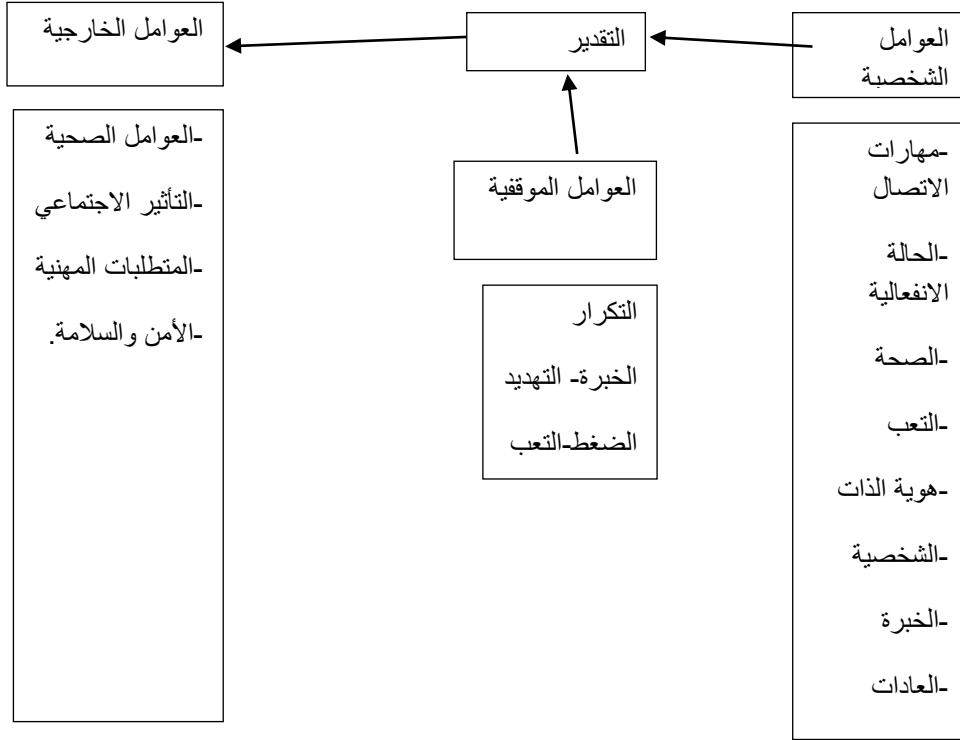 العوامل
الشخصبة
التقدير
العوامل الخارجية
-مهارات
الاتصال
-الحالة
الانفعالية
-الصحة
-التعب
-هوية الذات
-الشخصية
-الخبرة
-العادات
العوامل الموقفية
التكرار
الخبرة- التهديد
الضغط-التعب
-العوامل الصحية
-التأثير الاجتماعي
-المتطلبات المهنية
-الأمن والسلامة.